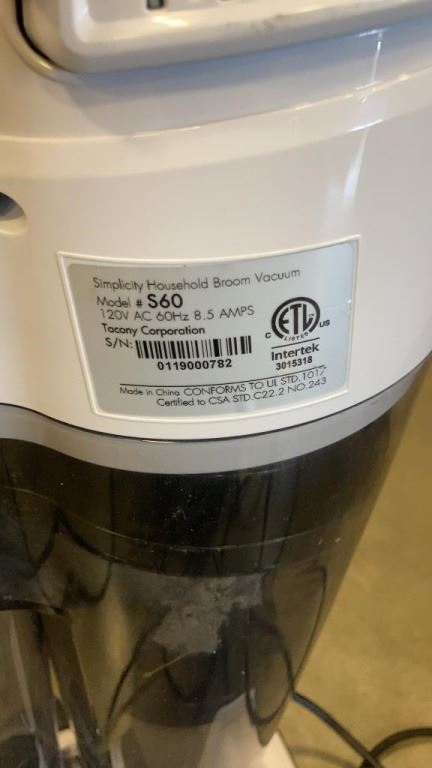 Simplicity Household Broom Vacuum
Model # S60
120V AC 60Hz 8.5 AMPS
Tacony Corporation
S/N:
0119000782
C ETL US
LISTED
Intertek
3015318
Made in China CONFORMS TO UL STD.1017
Certified to CSA STD.C22.2 NO.243